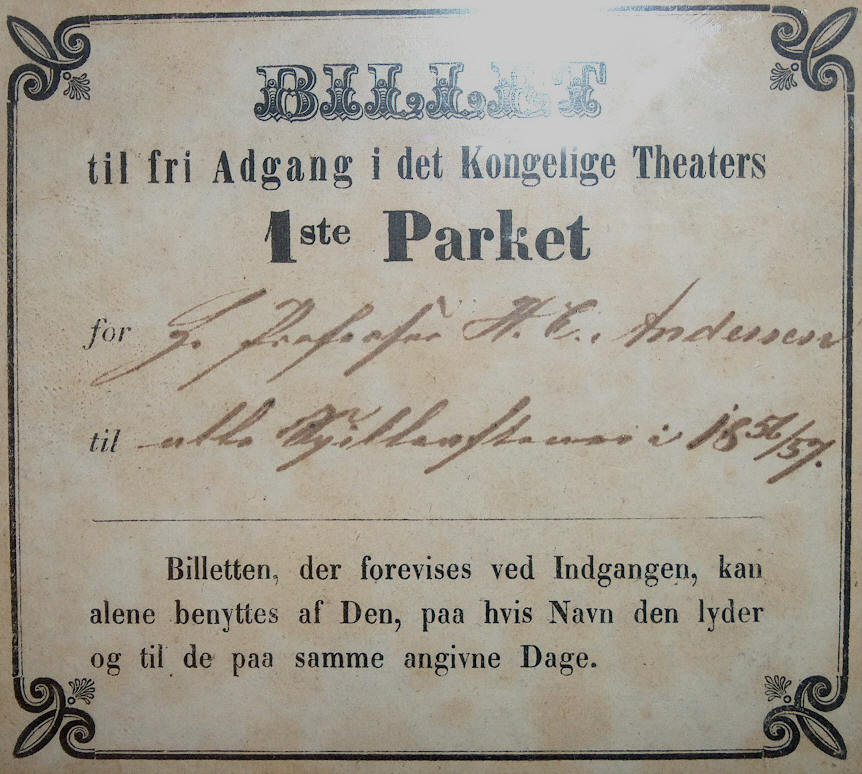 BILLET
til fri Adgang i det Kongelige Theaters
1ste Parket
for Hr. Professor H. C. Andersen
til alle Spilleaftener i 1856/57.
Billetten, der forevises ved Indgangen, kan
alene benyttes af Den, paa hvis Navn den lyder
og til de paa samme angivne Dage.